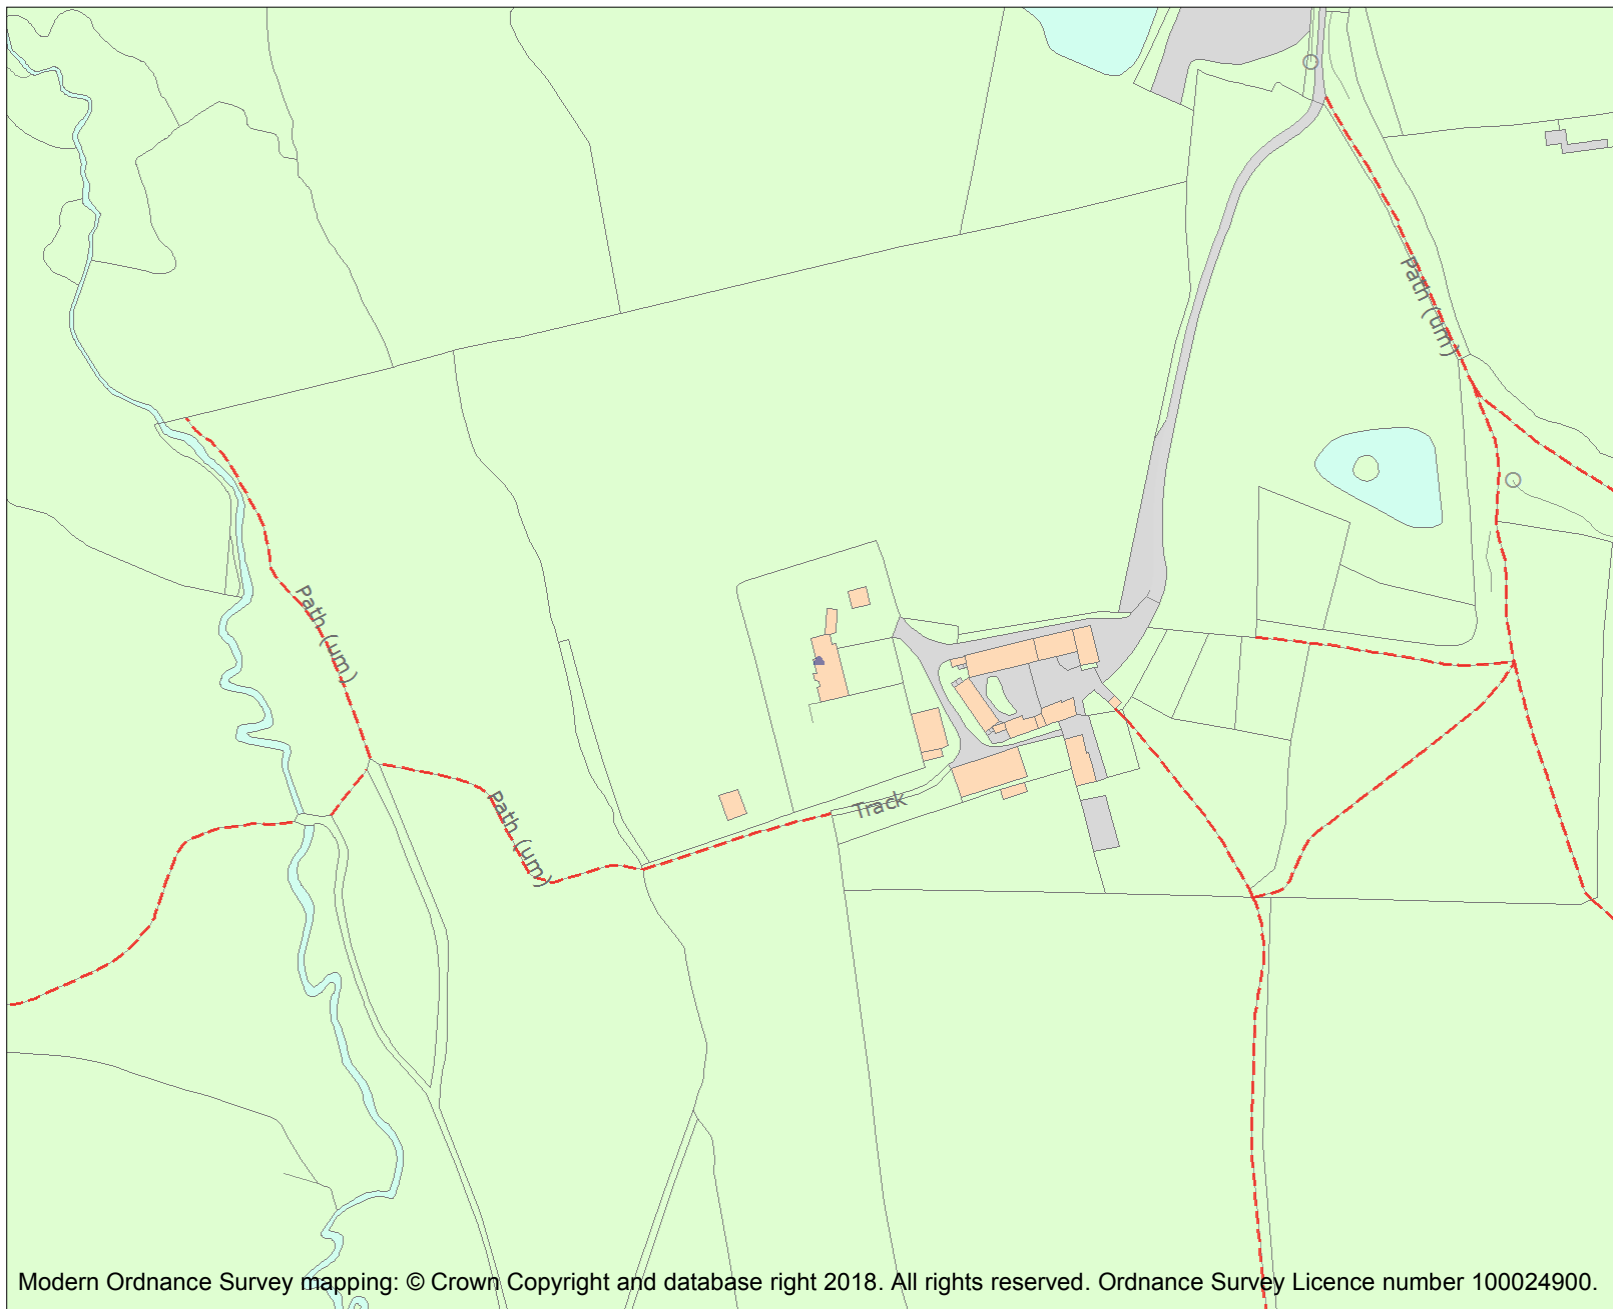 Path (um)
Path (um)
Path (um)
Track
Modern Ordnance Survey mapping: © Crown Copyright and database right 2018. All rights reserved. Ordnance Survey Licence number 100024900.